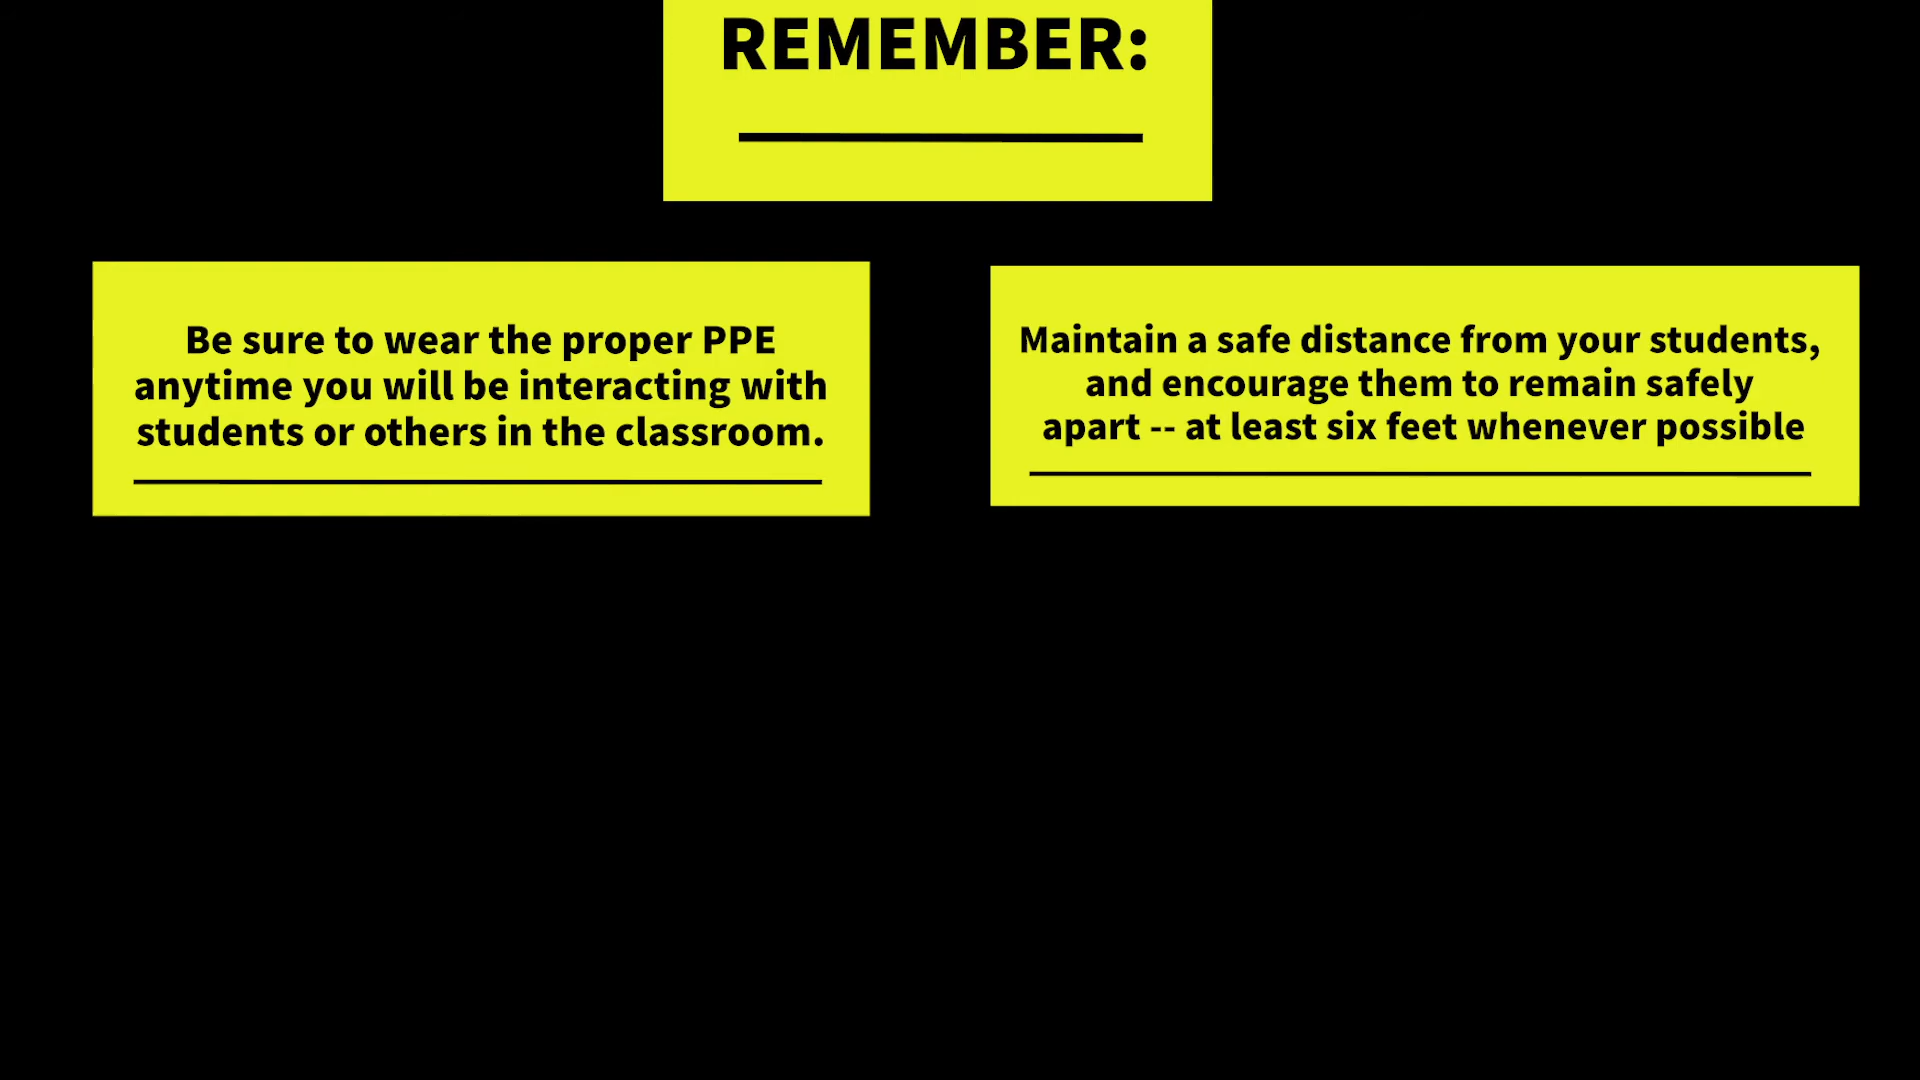 REMEMBER:
Be sure to wear the proper PPE
anytime you will be interacting with
students or others in the classroom.
Maintain a safe distance from your students,
and encourage them to remain safely
apart -- at least six feet whenever possible